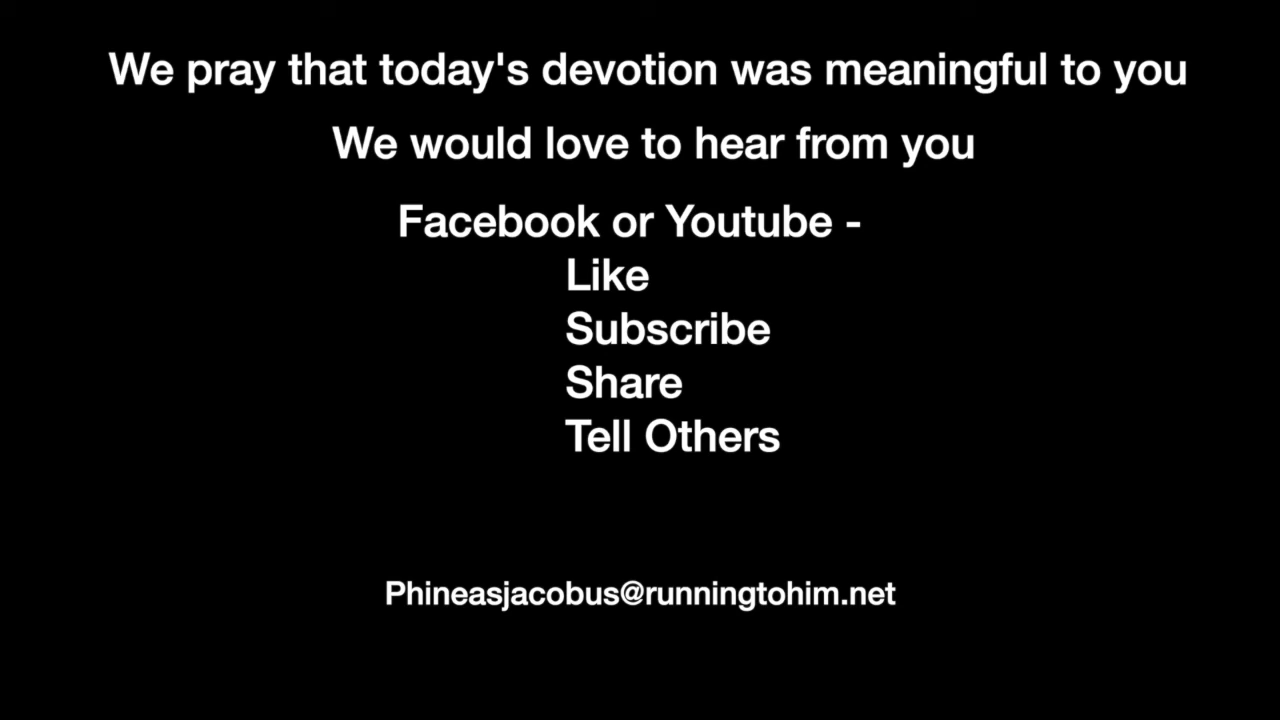 We pray that today's devotion was meaningful to you
We would love to hear from you
Facebook or Youtube -
Like
Subscribe
Share
Tell Others
Phineasjacobus@runningtohim.net